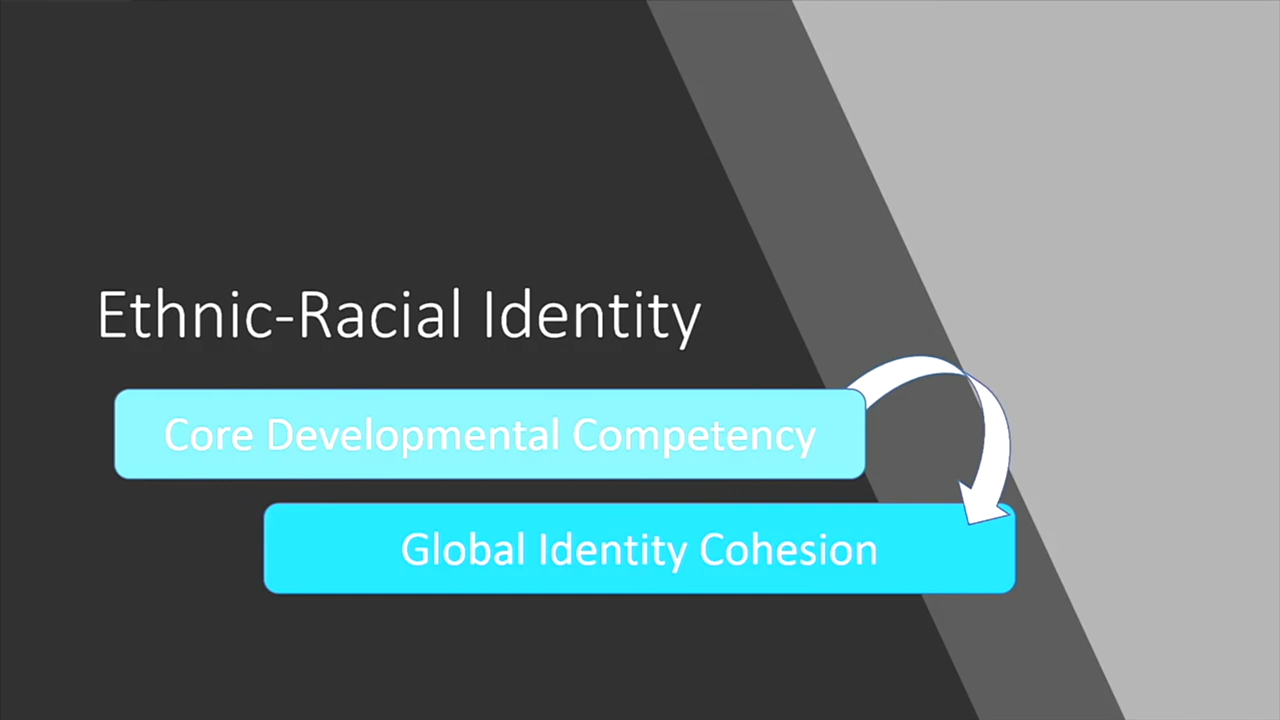 Ethnic-Racial Identity
Core Developmental Competency
Global Identity Cohesion